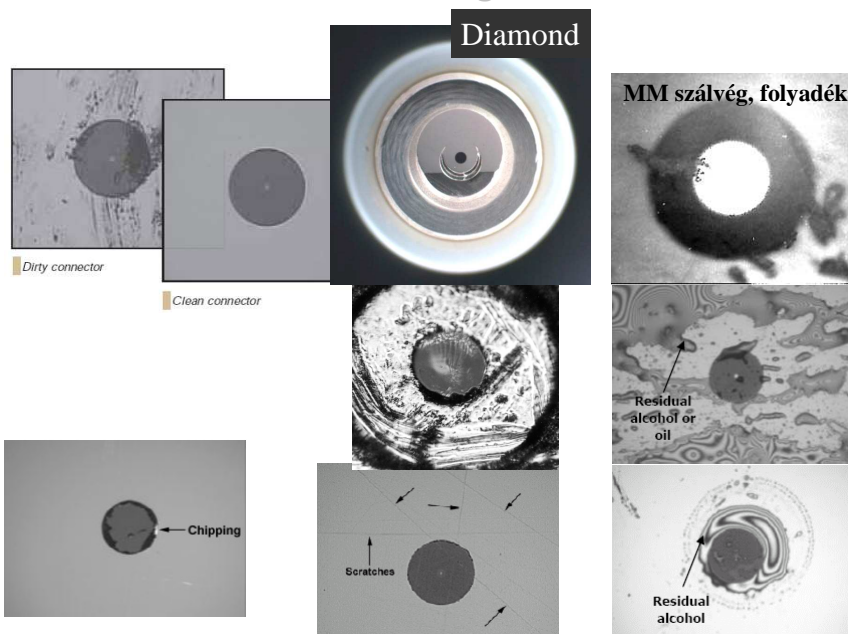 Diamond
MM szálvég, folyadék
Dirty connector
Clean connector
Residual
alcohol or
oil
Chipping
Scratches
Residual
alcohol